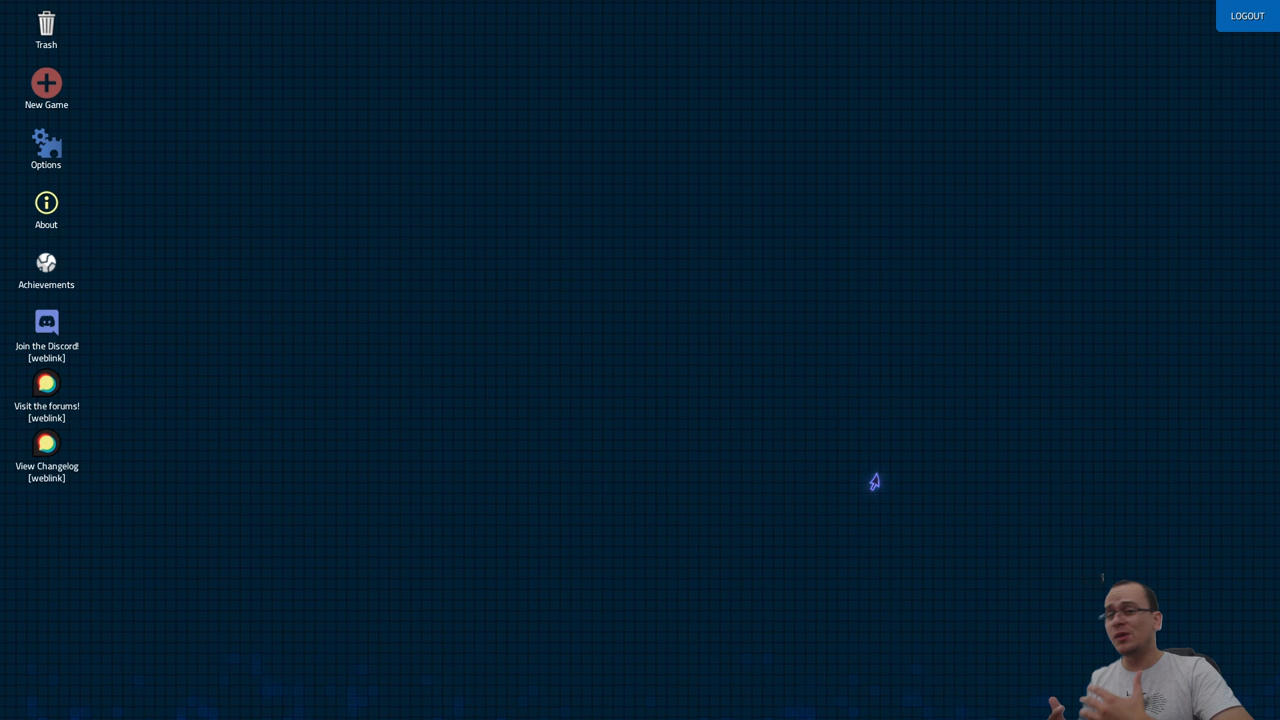 LOGOUT
Trash
New Game
Options
About
Achievements
Join the Discord!
[weblink]
Visit the forums!
[weblink]
View Changelog
[weblink]